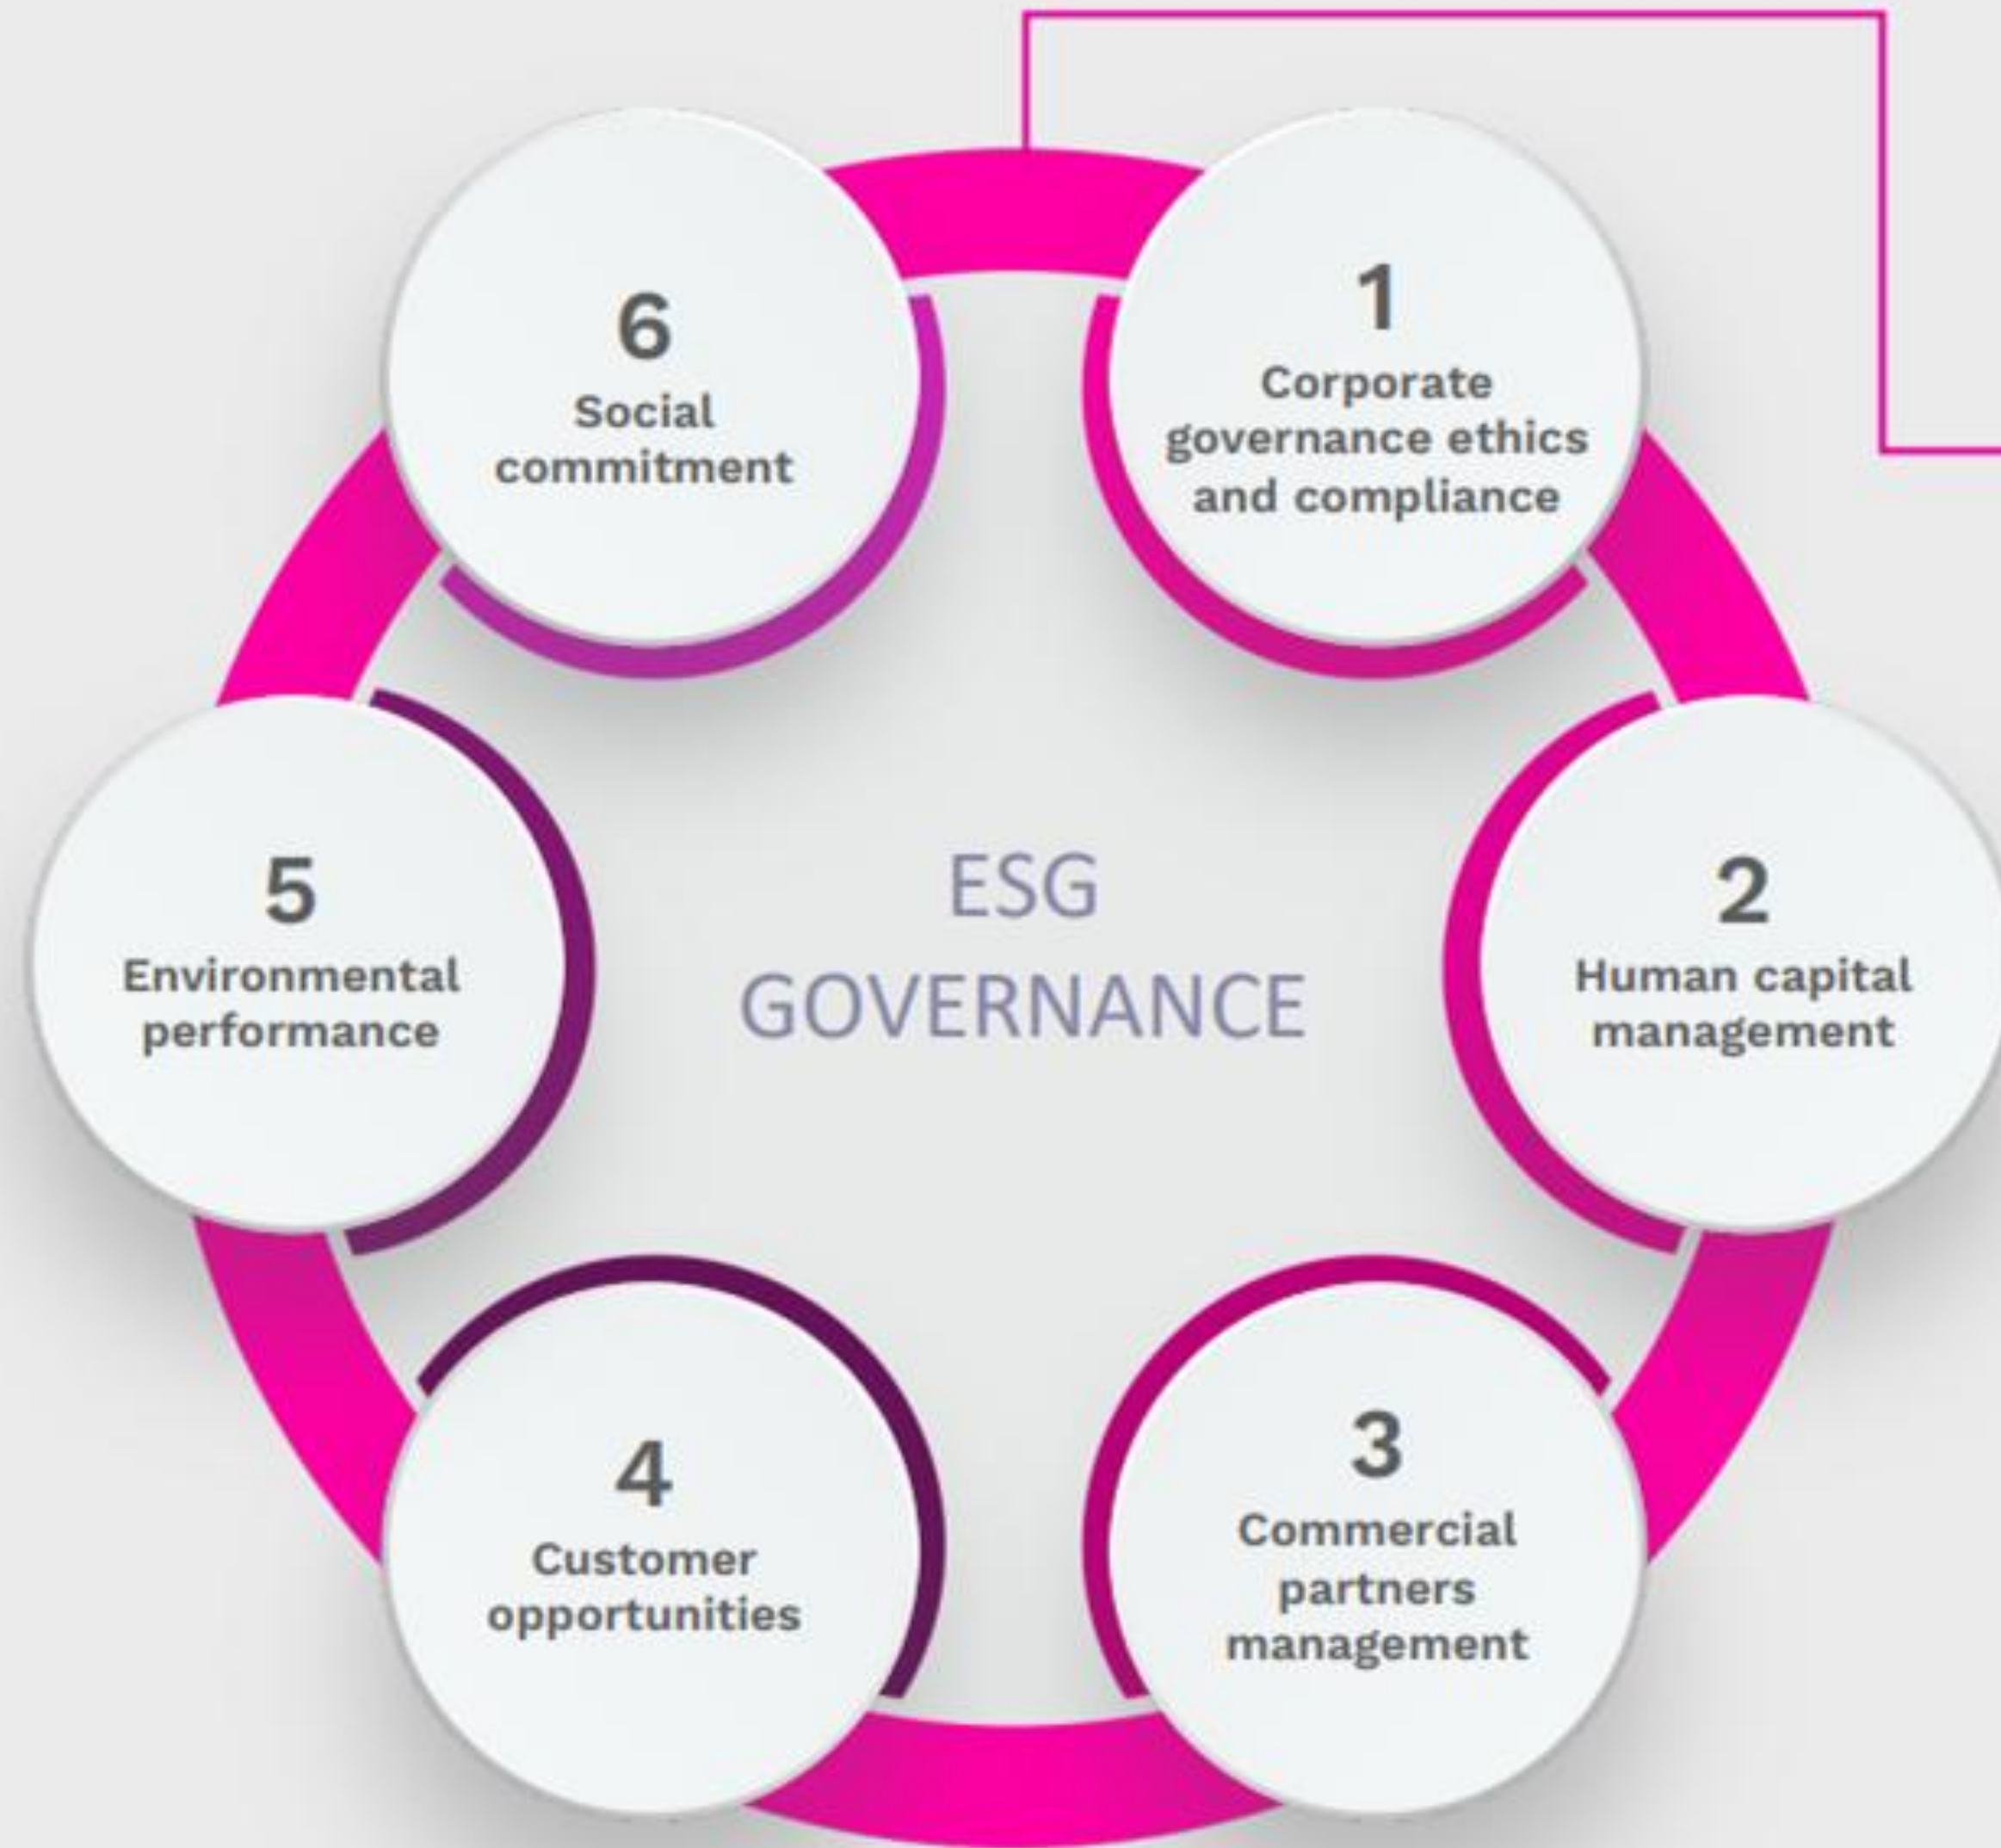 1
Corporate
governance ethics
and compliance
2
Human capital
management
3
Commercial
partners
management
4
Customer
opportunities
5
Environmental
performance
6
Social
commitment
ESG
GOVERNANCE